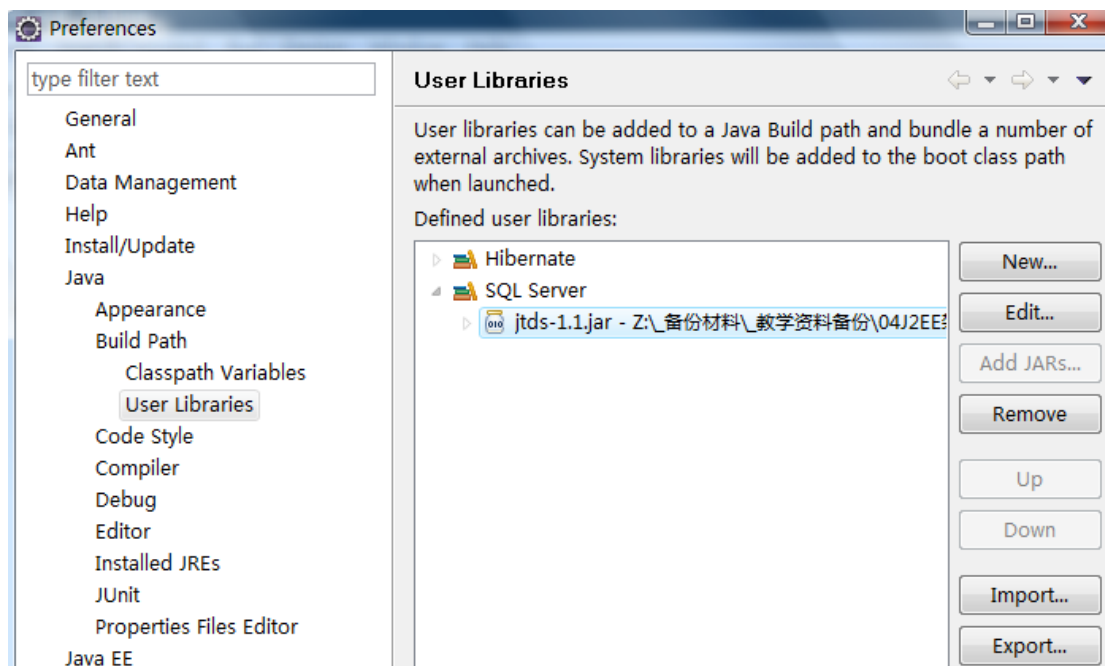 Preferences
type filter text
General
Ant
Data Management
Help
Install/Update
Java
Appearance
Build Path
Classpath Variables
User Libraries
Code Style
Compiler
Debug
Editor
Installed JREs
JUnit
Properties Files Editor
Java EE
User Libraries
User libraries can be added to a Java Build path and bundle a number of
external archives. System libraries will be added to the boot class path
when launched.
Defined user libraries:
Hibernate
SQL Server
jtds-1.1.jar - Z:\_备份材料\_教学资料备份\04J2EE
New...
Edit...
Add JARs...
Remove
Up
Down
Import...
Export...